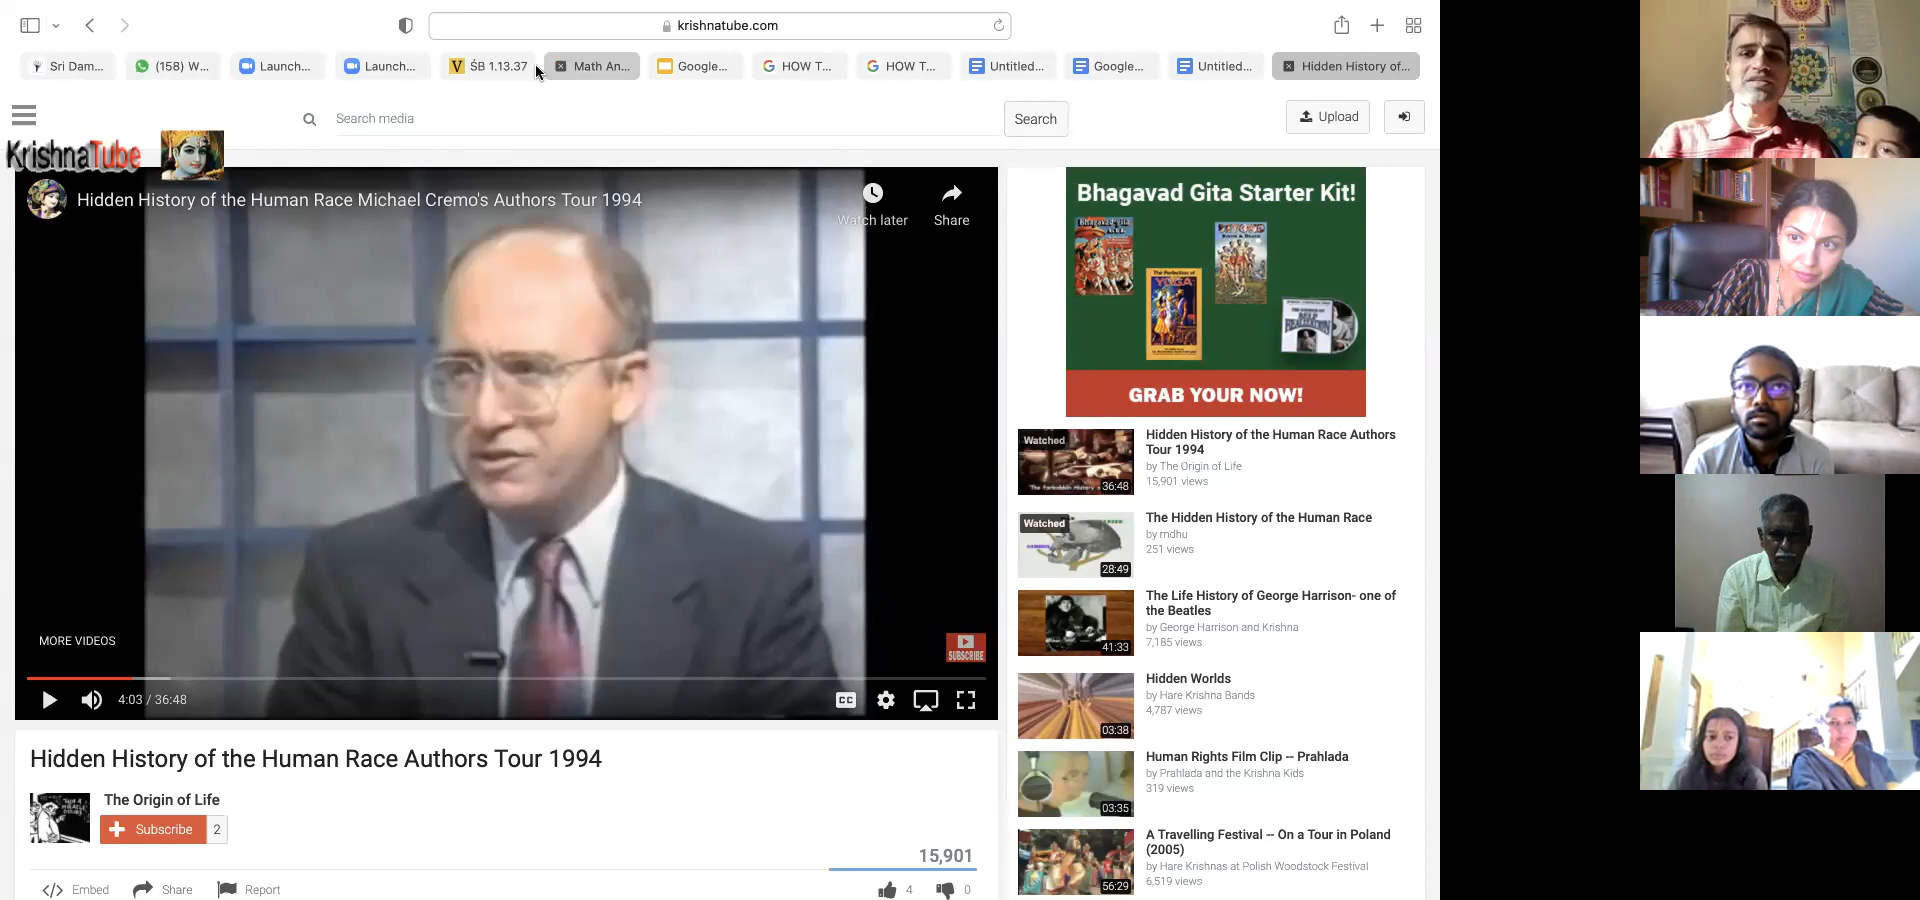 krishnatube.com
Sri Dam...
(158) W...
Launch...
Launch...
V ŚB 1.13.37
Math An...
Google...
HOW T...
HOW T...
Untitled...
Google...
Untitled...
Hidden History of...
Search media
Search
Upload
KrishnaTube
Hidden History of the Human Race Michael Cremo's Authors Tour 1994
Watch later
Share
MORE VIDEOS
SUBSCRIBE
4:03 / 36:48
CC
Hidden History of the Human Race Authors Tour 1994
The Origin of Life
Subscribe
2
15,901
Embed
Share
Report
4
0
Bhagavad Gita Starter Kit!
The Perfection of
YOGA
GRAB YOUR NOW!
Watched
36:48
Hidden History of the Human Race Authors
Tour 1994
by The Origin of Life
15,901 views
Watched
28:49
The Hidden History of the Human Race
by mdhu
251 views
41:33
The Life History of George Harrison- one of
the Beatles
by George Harrison and Krishna
7,185 views
03:38
Hidden Worlds
by Hare Krishna Bands
4,787 views
03:35
Human Rights Film Clip -- Prahlada
by Prahlada and the Krishna Kids
319 views
56:29
A Travelling Festival -- On a Tour in Poland
(2005)
by Hare Krishnas at Polish Woodstock Festival
6,519 views